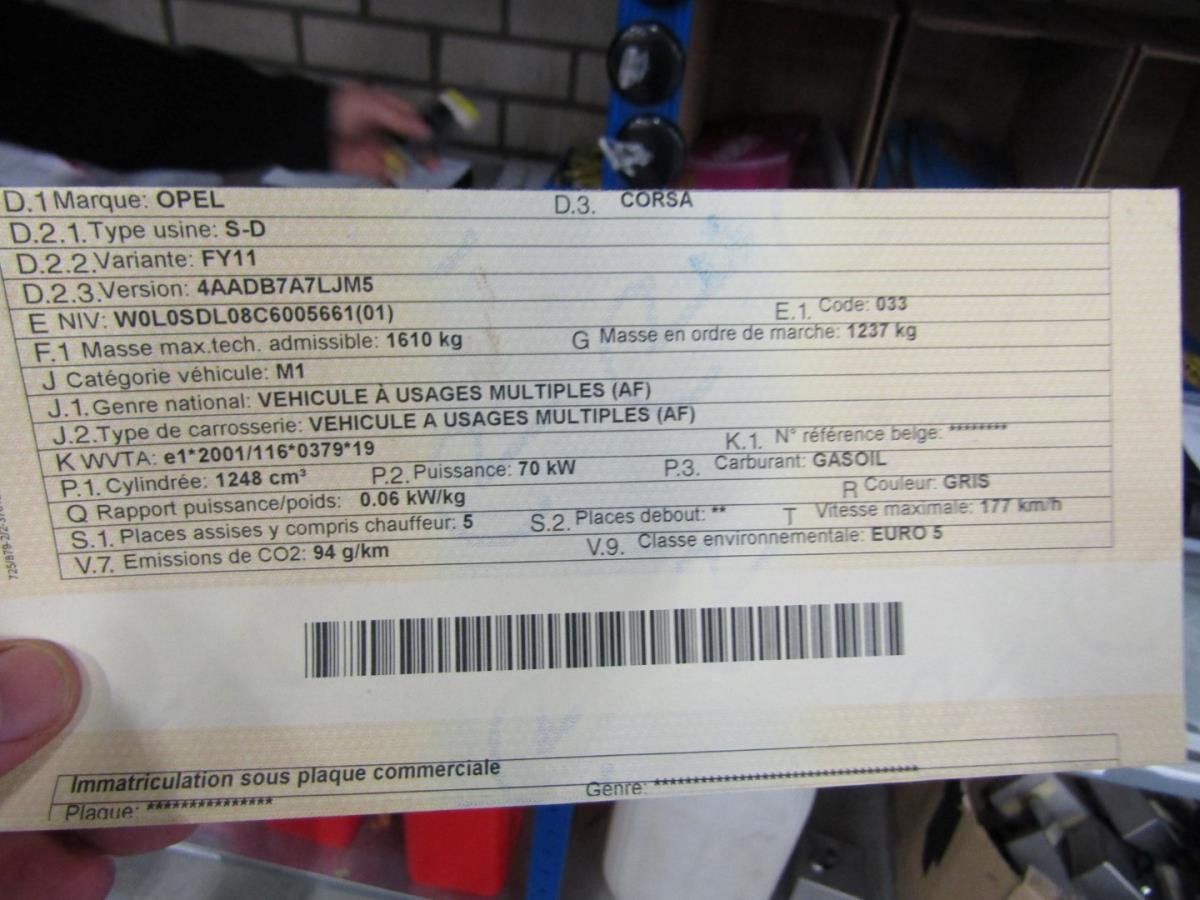 D.1 Marque: OPEL D.3. CORSA
D.2.1. Type usine: S-D
D.2.2. Variante: FY11
D.2.3. Version: 4AADB7A7LJM5
E NIV: W0L0SDL08C6005661(01) E.1. Code: 033
F.1 Masse max.tech. admissible: 1610 kg G Masse en ordre de marche: 1237 kg
J Catégorie véhicule: M1
J.1. Genre national: VEHICULE À USAGES MULTIPLES (AF)
J.2. Type de carrosserie: VEHICULE A USAGES MULTIPLES (AF)
K WVTA: e1*2001/116*0379*19 K.1. N° référence belge: ********
P.1. Cylindrée: 1248 cm³ P.2. Puissance: 70 kW P.3. Carburant: GASOIL
Q Rapport puissance/poids: 0.06 kW/kg R Couleur: GRIS
S.1. Places assises y compris chauffeur: 5 S.2. Places debout: ** T Vitesse maximale: 177 km/h
V.7. Emissions de CO2: 94 g/km V.9. Classe environnementale: EURO 5
Immatriculation sous plaque commerciale
Plaque: *************** Genre: ********************************